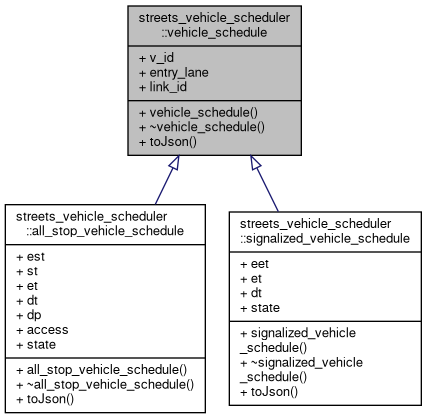 streets_vehicle_scheduler
::vehicle_schedule
+ v_id
+ entry_lane
+ link_id
+ vehicle_schedule()
+ ~vehicle_schedule()
+ toJson()
streets_vehicle_scheduler
::all_stop_vehicle_schedule
+ est
+ st
+ et
+ dt
+ dp
+ access
+ state
+ all_stop_vehicle_schedule()
+ ~all_stop_vehicle_schedule()
+ toJson()
streets_vehicle_scheduler
::signalized_vehicle_schedule
+ eet
+ et
+ dt
+ state
+ signalized_vehicle
_schedule()
+ ~signalized_vehicle
_schedule()
+ toJson()